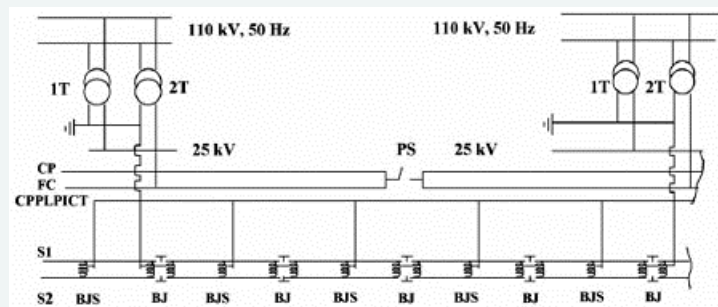 110 kV, 50 Hz
110 kV, 50 Hz
1T
2T
1T
2T
25 kV
PS
25 kV
CP
FC
CPPLPICT
S1
S2
BJS
BJ
BJS
BJ
BJS
BJ
BJS
BJ
BJS
BJ